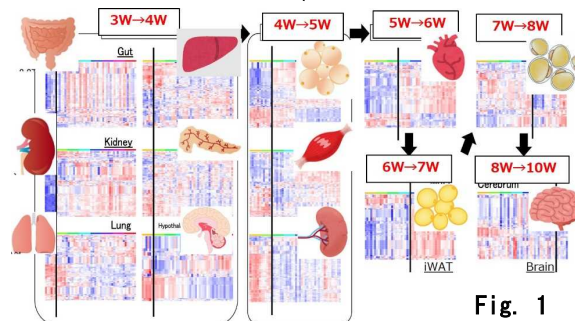 3W→4W
4W→5W
5W→6W
7W→8W
Gut
Kidney
Lung
Hypothal
6W→7W
8W→10W
Cerebrum
iWAT
Brain
Fig. 1